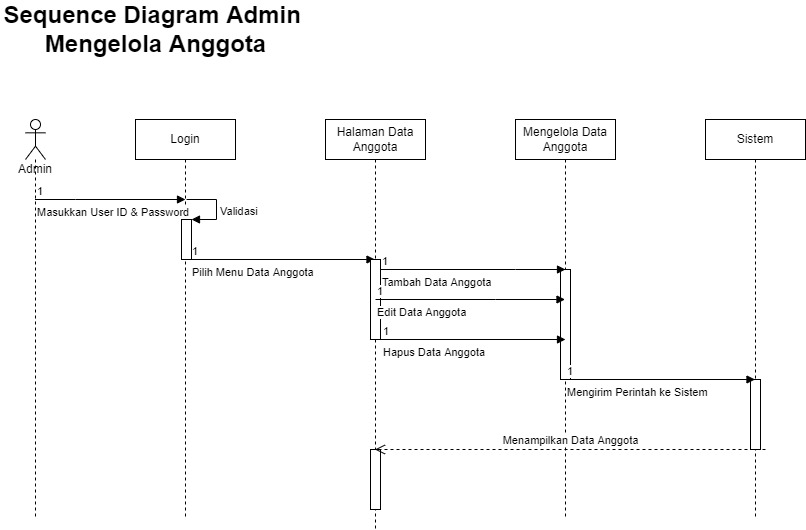 Sequence Diagram Admin
Mengelola Anggota
Admin
Login
Halaman Data
Anggota
Mengelola Data
Anggota
Sistem
1
Masukkan User ID & Password
Validasi
1
Pilih Menu Data Anggota
1
Tambah Data Anggota
1
Edit Data Anggota
1
Hapus Data Anggota
1
Mengirim Perintah ke Sistem
Menampilkan Data Anggota